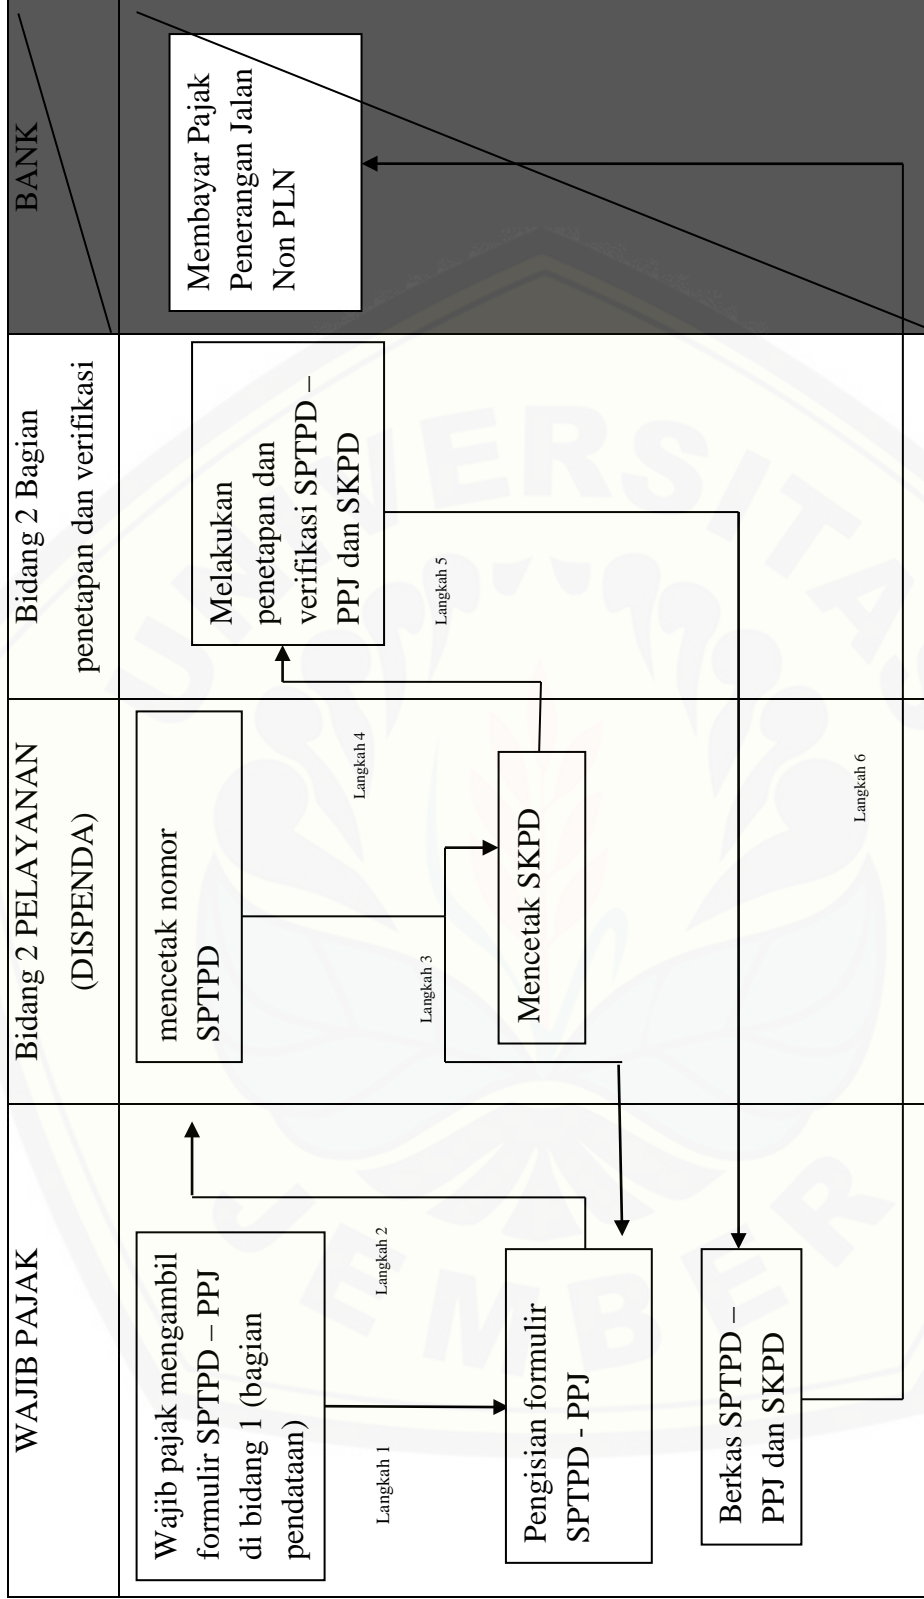 WAJIB PAJAK
Bidang 2 PELAYANAN
(DISPENDA)
Bidang 2 Bagian
penetapan dan verifikasi
BANK
Wajib pajak mengambil
formulir SPTPD – PPJ
di bidang 1 (bagian
pendataan)
mencetak nomor
SPTPD
Melakukan
penetapan dan
verifikasi SPTPD –
PPJ dan SKPD
Membayar Pajak
Penerangan Jalan
Non PLN
Langkah 1
Langkah 2
Langkah 3
Langkah 4
Langkah 5
Pengisian formulir
SPTPD - PPJ
Mencetak SKPD
Berkas SPTPD –
PPJ dan SKPD
Langkah 6
UNIVERSITAS
JEMBER